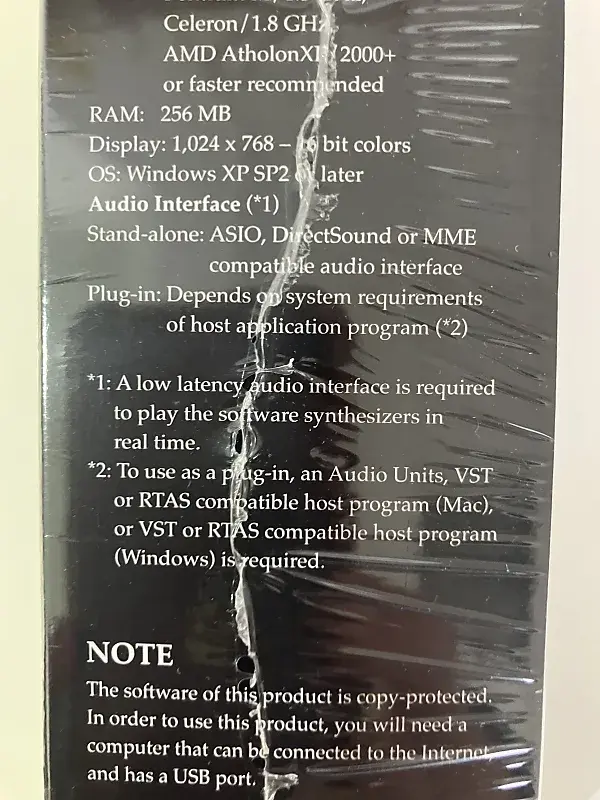 Celeron/1.8 GHz,
AMD AtholonXP/2000+
or faster recommended
RAM: 256 MB
Display: 1,024 x 768 – 16 bit colors
OS: Windows XP SP2 or later
Audio Interface (*1)
Stand-alone: ASIO, DirectSound or MME
compatible audio interface
Plug-in: Depends on system requirements
of host application program (*2)
*1: A low latency audio interface is required
to play the software synthesizers in
real time.
*2: To use as a plug-in, an Audio Units, VST
or RTAS compatible host program (Mac),
or VST or RTAS compatible host program
(Windows) is required.
NOTE
The software of this product is copy-protected.
In order to use this product, you will need a
computer that can be connected to the Internet,
and has a USB port.